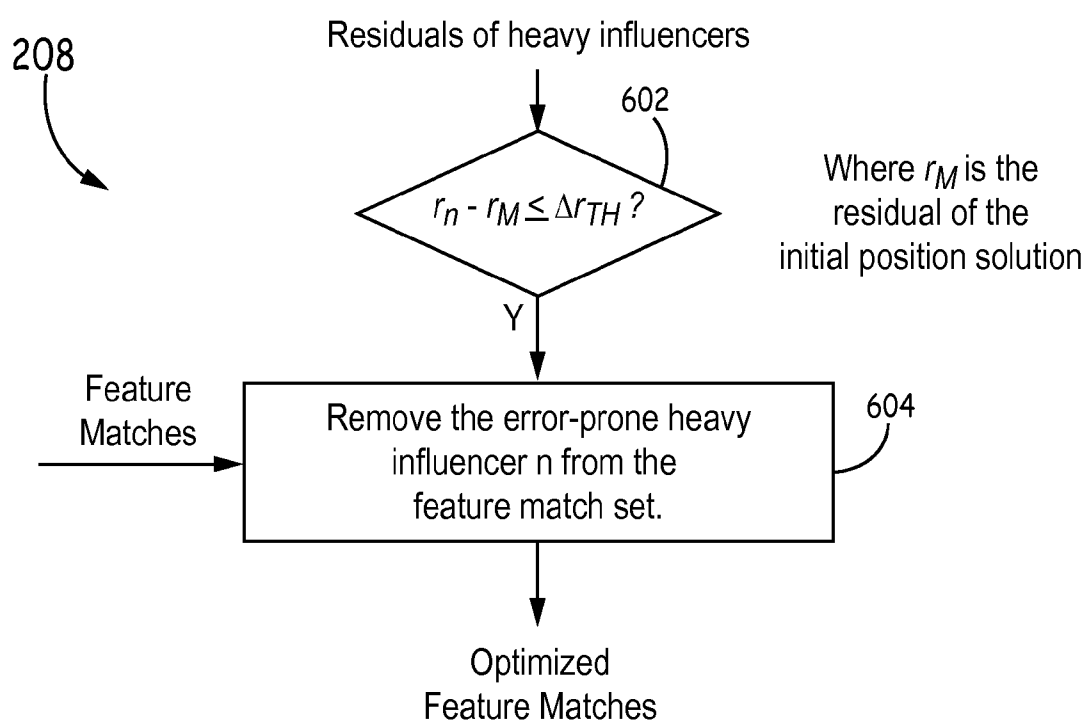 Residuals of heavy influencers
208
602
r_n - r_M ≤ Δr_TH ?
Where r_M is the
residual of the
initial position solution
Y
Feature
Matches
604
Remove the error-prone heavy
influencer n from the
feature match set.
Optimized
Feature Matches